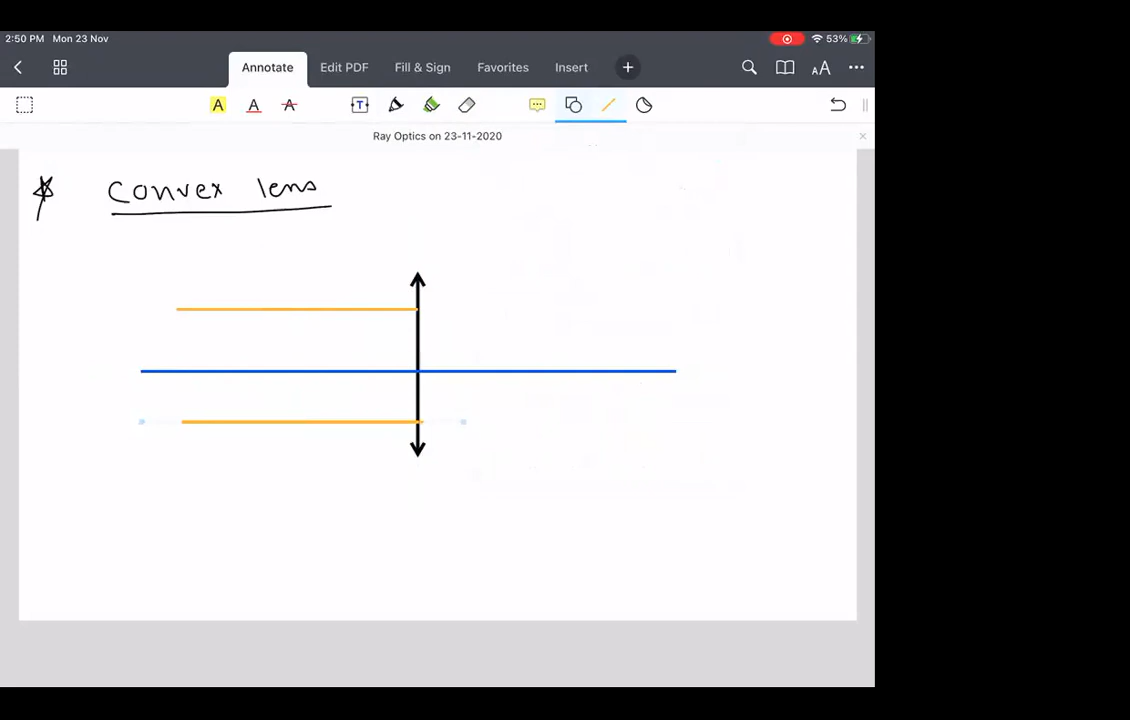 2:50 PM Mon 23 Nov 53%
Annotate Edit PDF Fill & Sign Favorites Insert + AA
A A A T
Ray Optics on 23-11-2020 ×
Convex lens